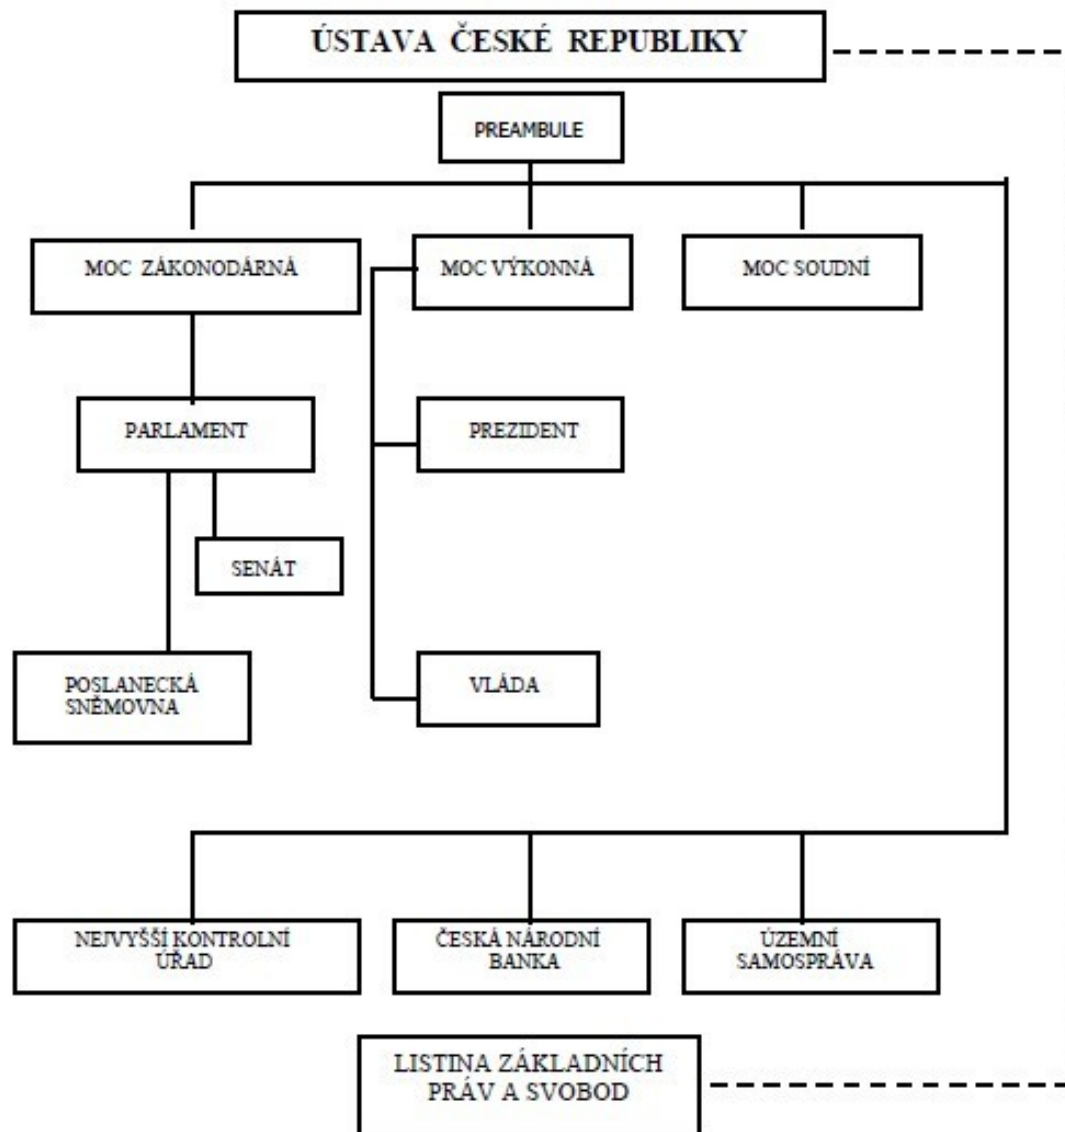 ÚSTAVA ČESKÉ REPUBLIKY
PREAMBULE
MOC ZÁKONODÁRNÁ
MOC VÝKONNÁ
MOC SOUDNÍ
PARLAMENT
PREZIDENT
SENÁT
POSLANECKÁ
SNĚMOVNA
VLÁDA
NEJVYŠŠÍ KONTROLNÍ
ÚŘAD
ČESKÁ NÁRODNÍ
BANKA
ÚZEMNÍ
SAMOSPRÁVA
LISTINA ZÁKLADNÍCH
PRÁV A SVOBOD